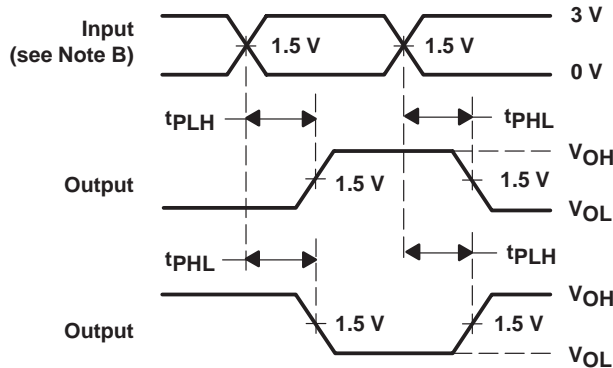 3 V
Input
(see Note B)
1.5 V
1.5 V
0 V
tPLH
tPHL
VOH
Output
1.5 V
1.5 V
VOL
tPHL
tPLH
VOH
Output
1.5 V
1.5 V
VOL